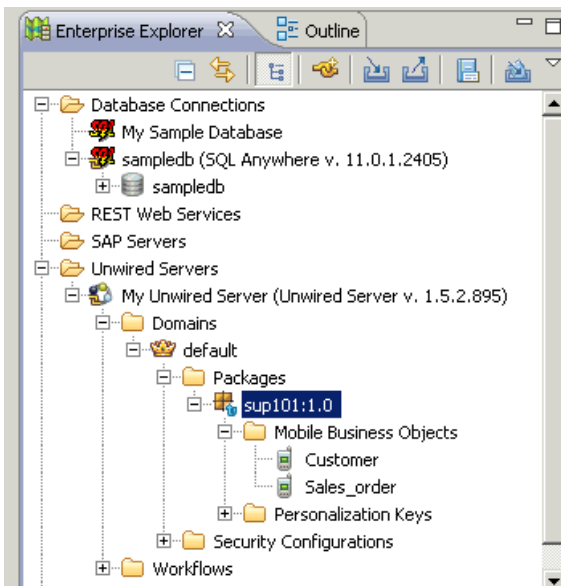 Enterprise Explorer
Outline
Database Connections
My Sample Database
sampledb (SQL Anywhere v. 11.0.1.2405)
sampledb
REST Web Services
SAP Servers
Unwired Servers
My Unwired Server (Unwired Server v. 1.5.2.895)
Domains
default
Packages
sup101:1.0
Mobile Business Objects
Customer
Sales_order
Personalization Keys
Security Configurations
Workflows